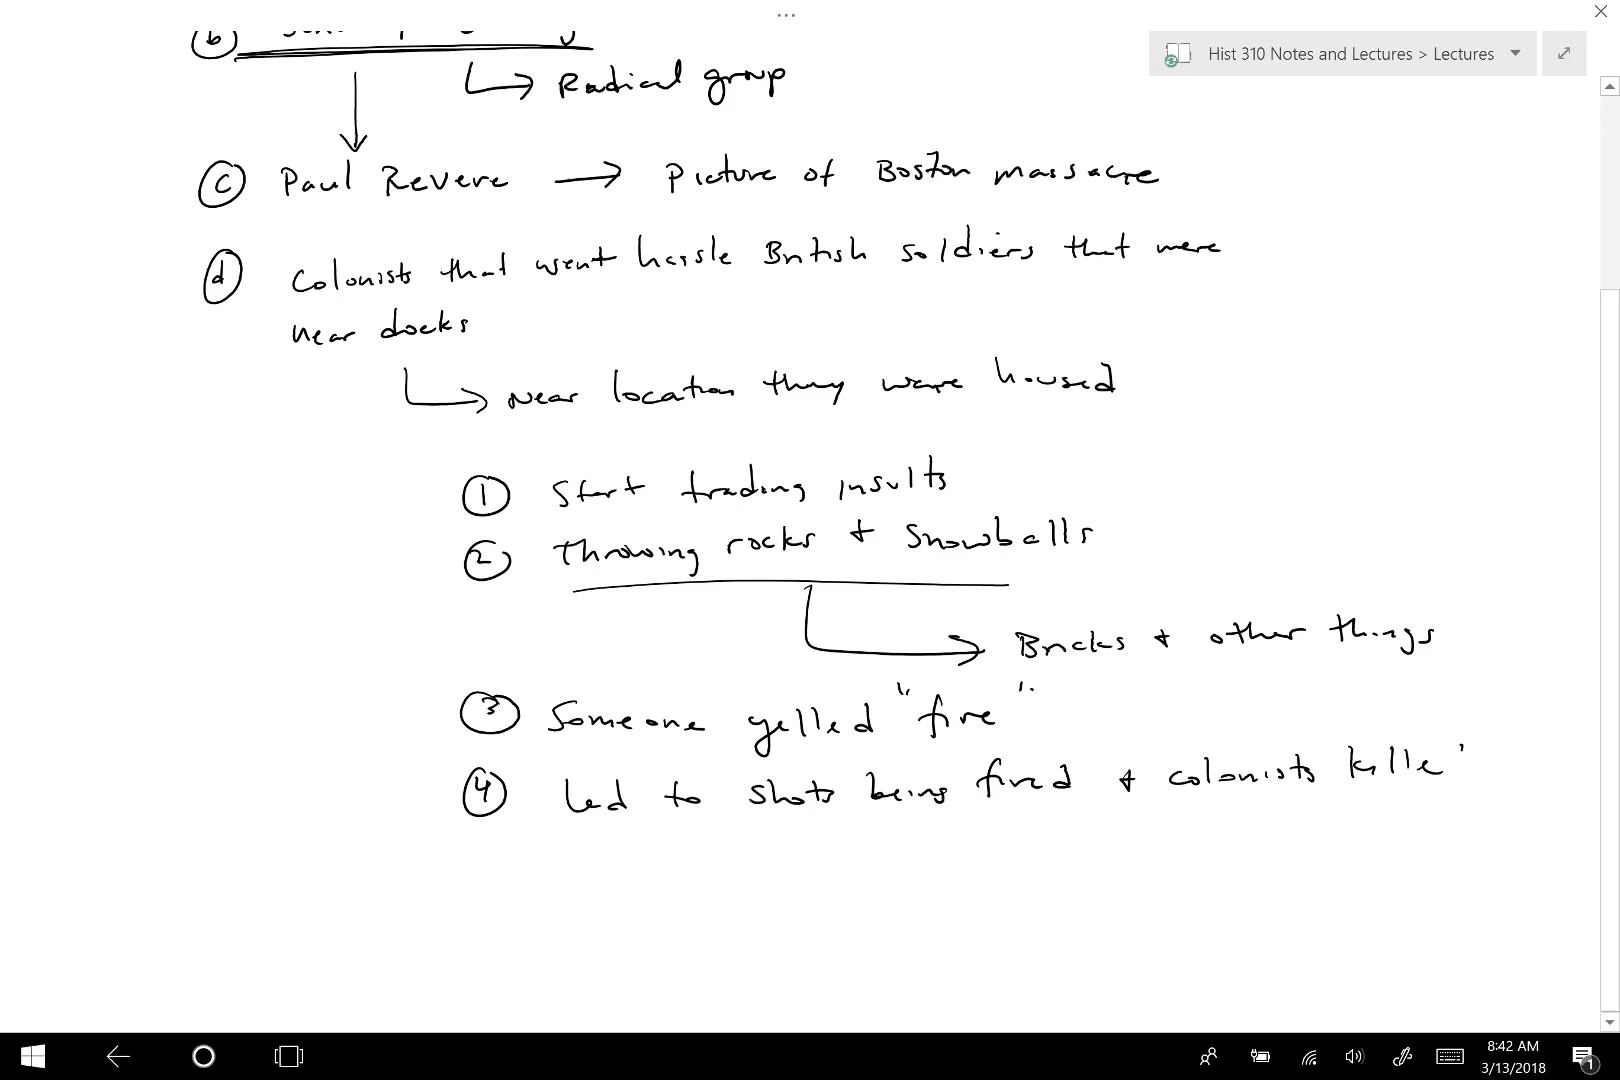 ...
Hist 310 Notes and Lectures > Lectures
b
Radical group
c Paul Revere → Picture of Boston massacre
d Colonists that went hassle British soldiers that were
near docks
Near location they were housed
1 Start trading insults
2 Throwing rocks + snowballs
Bricks + other things
3 Someone yelled "fire"
4 Led to shots being fired + colonists kille
8:42 AM
3/13/2018
1